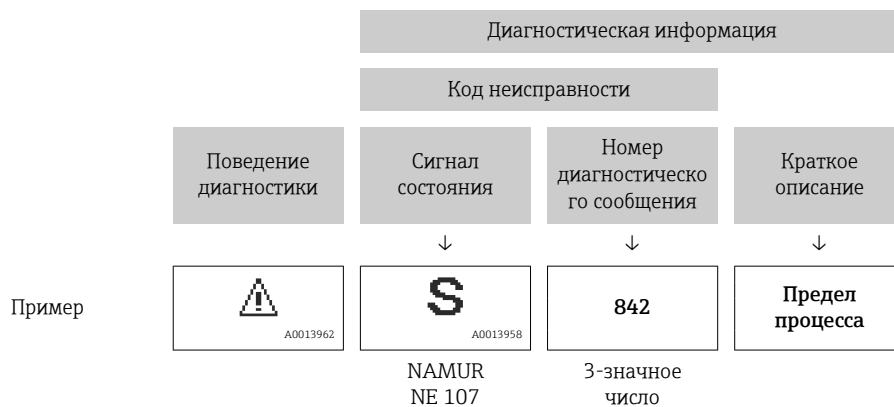 Диагностическая информация
Код неисправности
Поведение
диагностики
Сигнал
состояния
Номер
диагностическо
го сообщения
Краткое
описание
↓
↓
↓
Пример
A0013962
S
A0013958
842
Предел
процесса
NAMUR
NE 107
3-значное
число